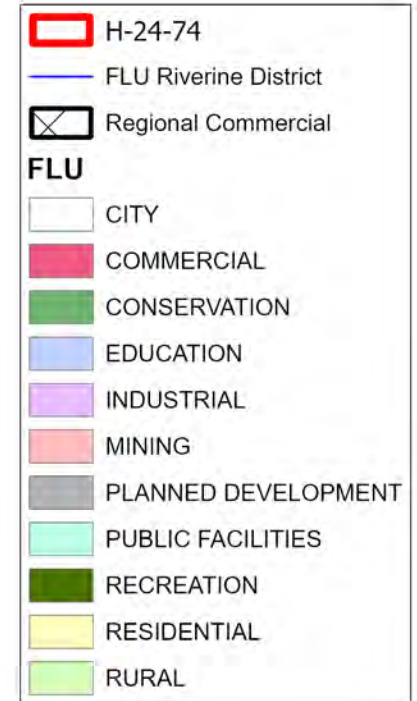 H-24-74
FLU Riverine District
Regional Commercial
FLU
CITY
COMMERCIAL
CONSERVATION
EDUCATION
INDUSTRIAL
MINING
PLANNED DEVELOPMENT
PUBLIC FACILITIES
RECREATION
RESIDENTIAL
RURAL